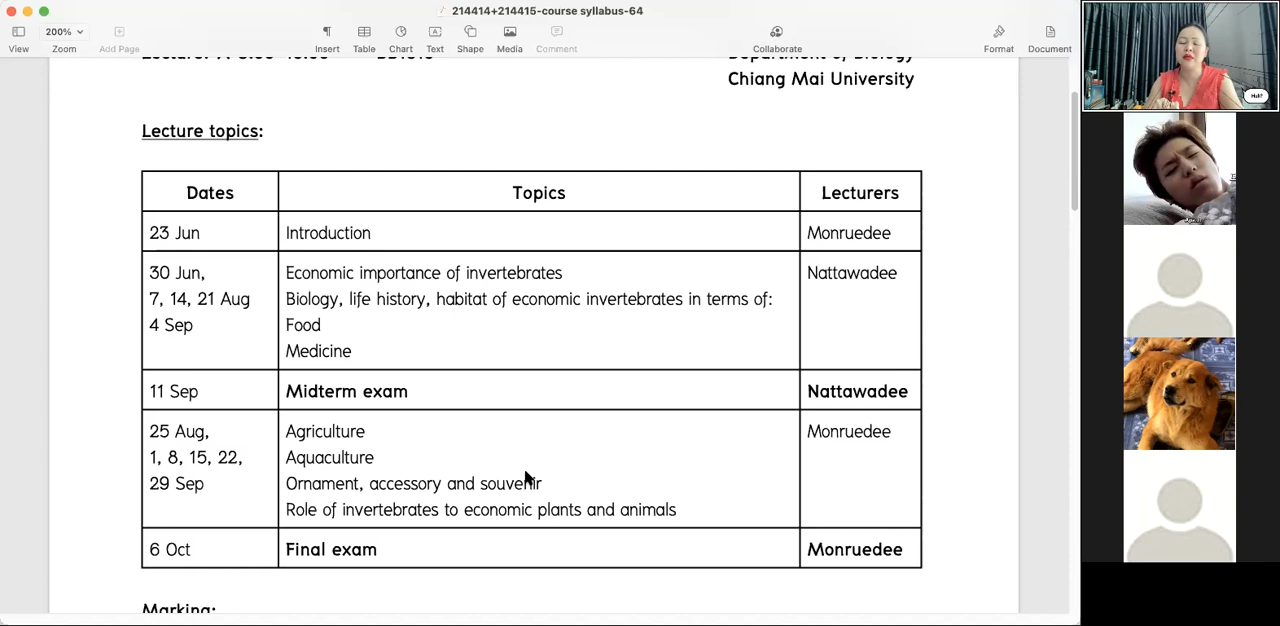 214414+214415-course syllabus-64
200%
View
Zoom
Add Page
Insert
Table
Chart
Text
Shape
Media
Comment
Collaborate
Format
Document
Department of Biology
Chiang Mai University
Lecture topics:
Dates
Topics
Lecturers
23 Jun
Introduction
Monruedee
30 Jun,
7, 14, 21 Aug
4 Sep
Economic importance of invertebrates
Biology, life history, habitat of economic invertebrates in terms of:
Food
Medicine
Nattawadee
11 Sep
Midterm exam
Nattawadee
25 Aug,
1, 8, 15, 22,
29 Sep
Agriculture
Aquaculture
Ornament, accessory and souvenir
Role of invertebrates to economic plants and animals
Monruedee
6 Oct
Final exam
Monruedee
Marking: